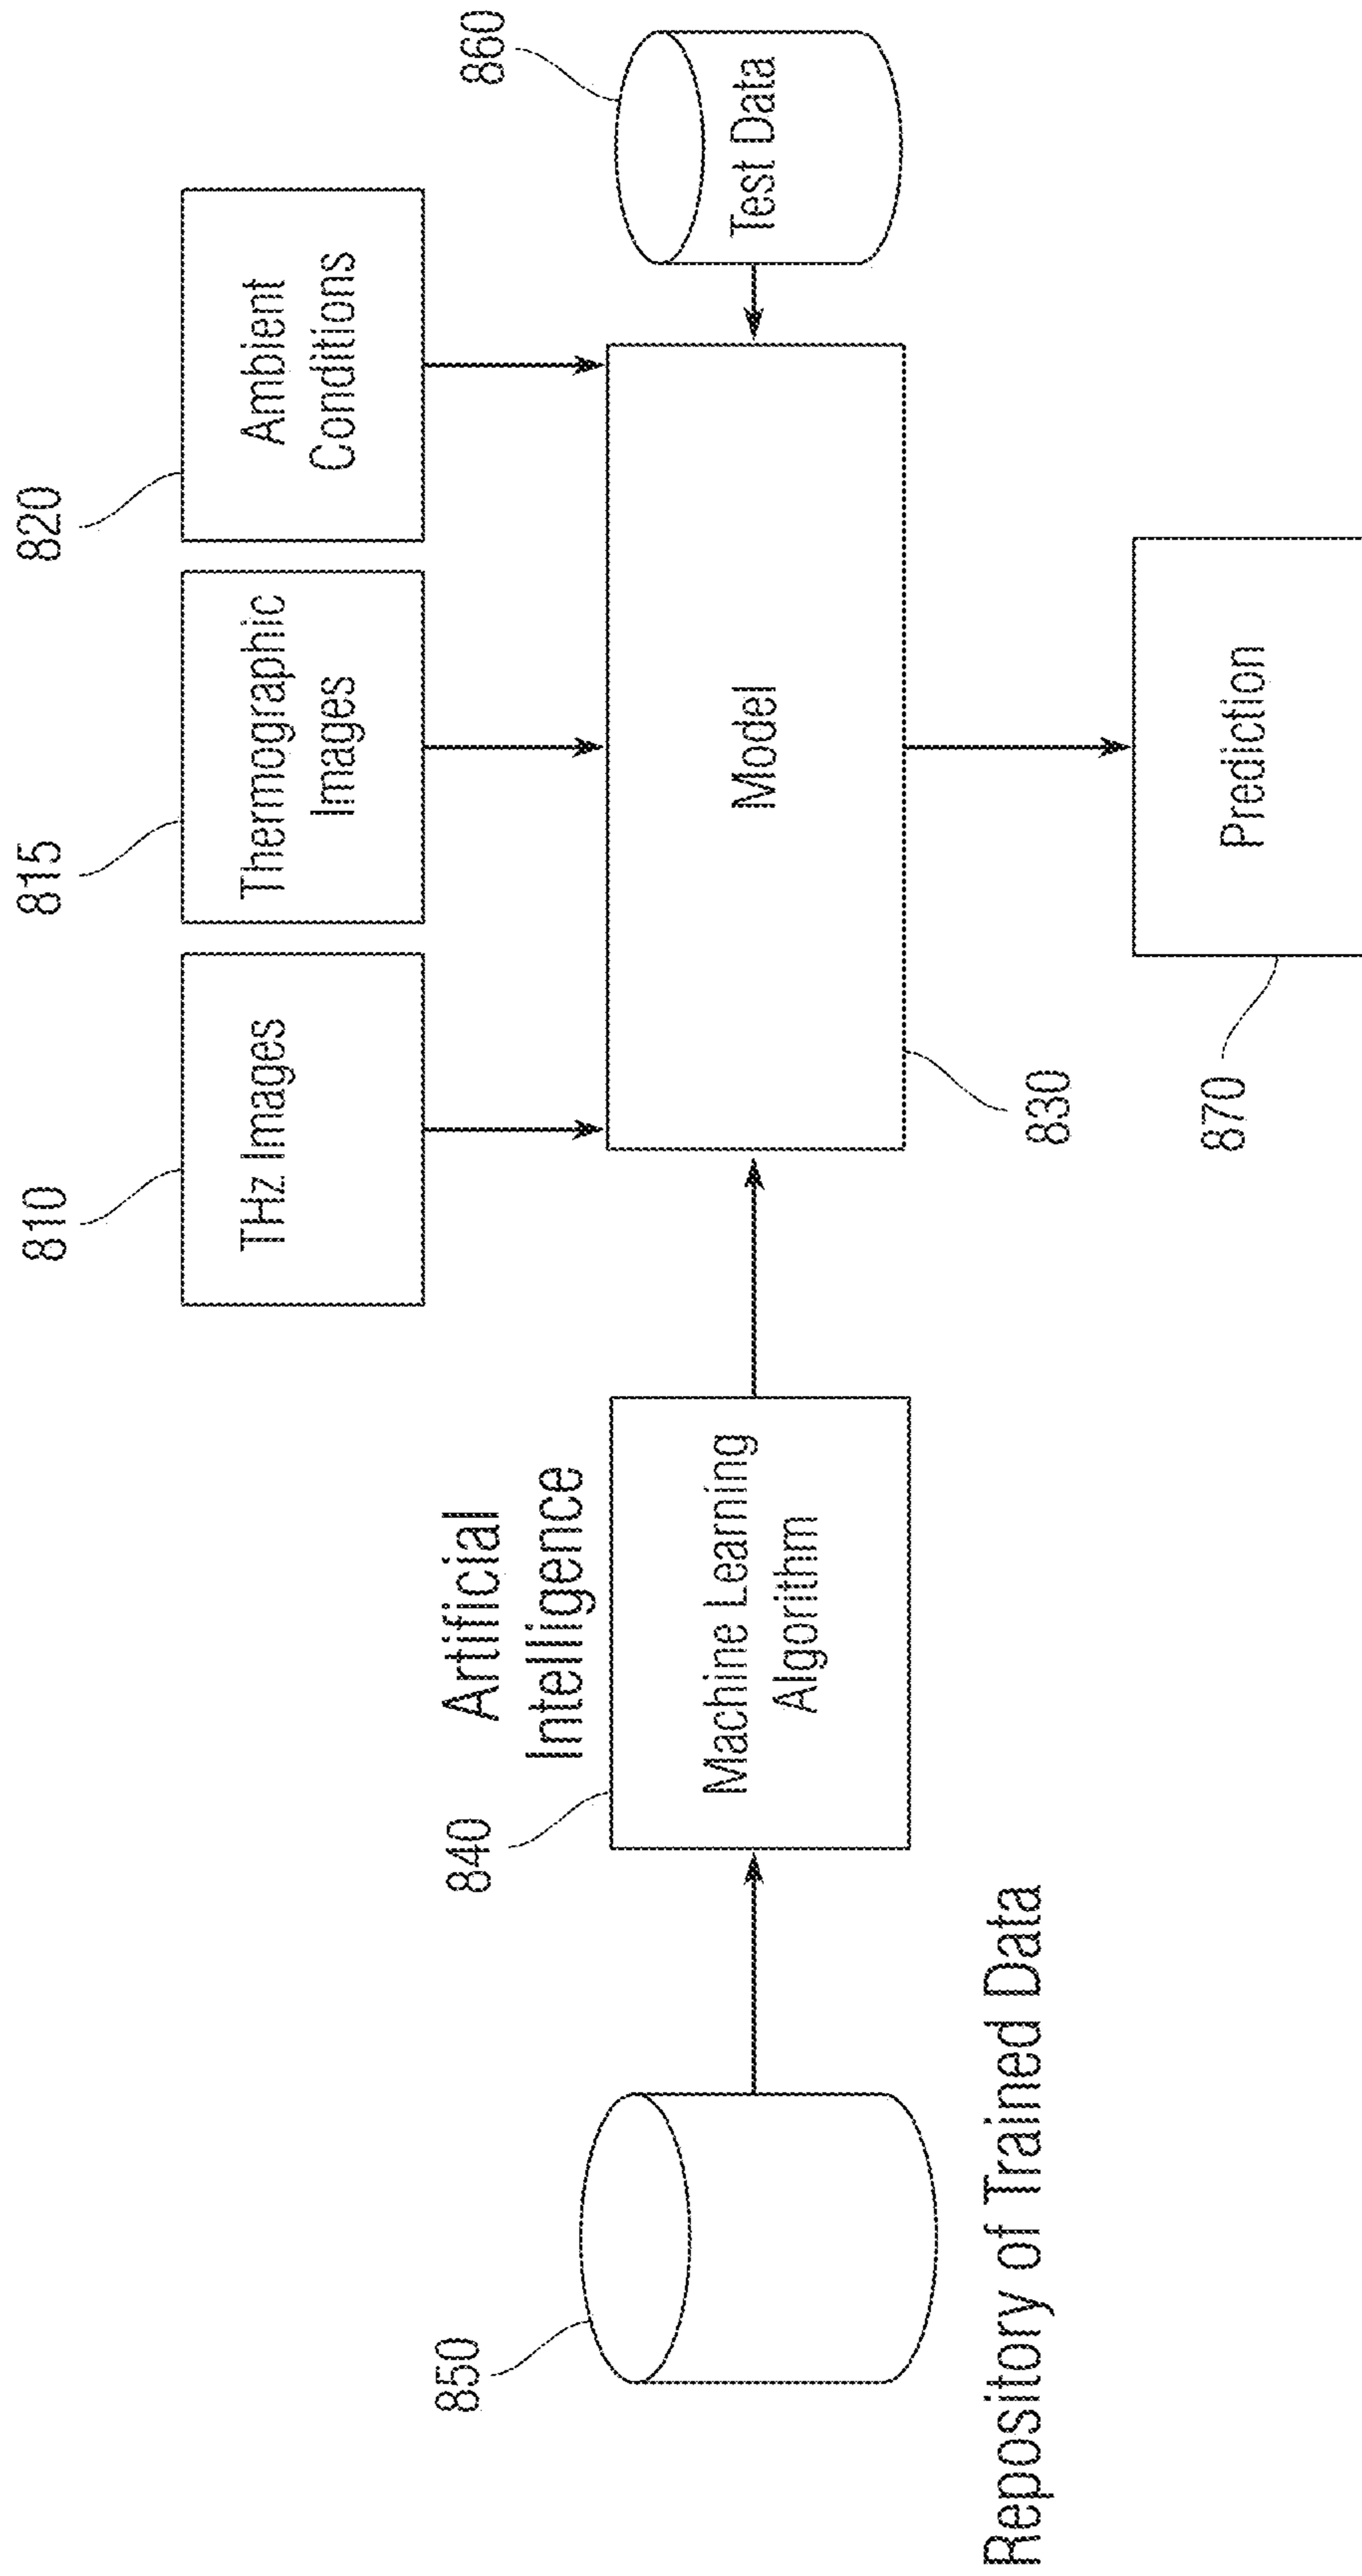 810
THz Images
815
Thermographic
Images
820
Ambient
Conditions
860
Test Data
850
Repository of Trained Data
840
Artificial
Intelligence
Machine Learning
Algorithm
Model
830
870
Prediction